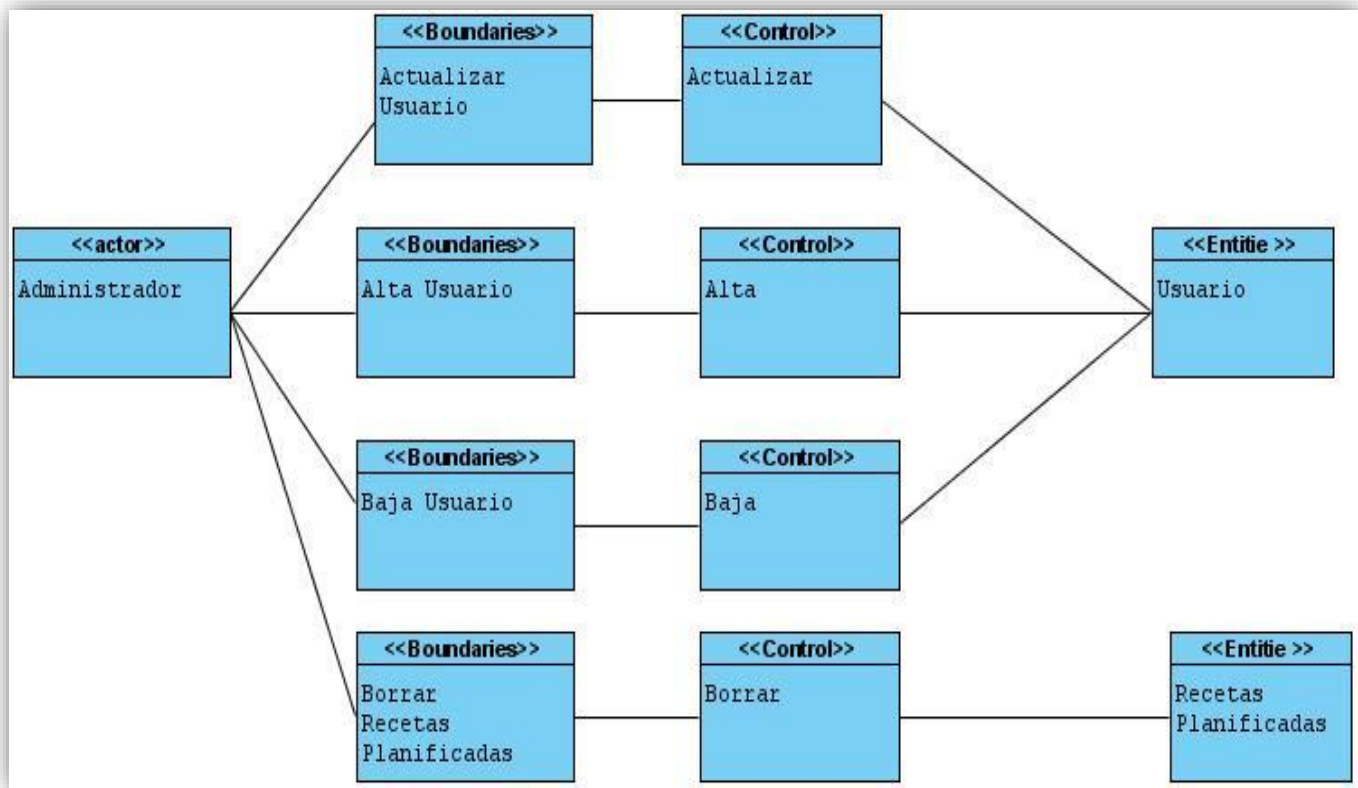 <<Boundaries>>
Actualizar
Usuario
<<Control>>
Actualizar
<<actor>>
Administrador
<<Boundaries>>
Alta Usuario
<<Control>>
Alta
<<Entitie >>
Usuario
<<Boundaries>>
Baja Usuario
<<Control>>
Baja
<<Boundaries>>
Borrar
Recetas
Planificadas
<<Control>>
Borrar
<<Entitie >>
Recetas
Planificadas